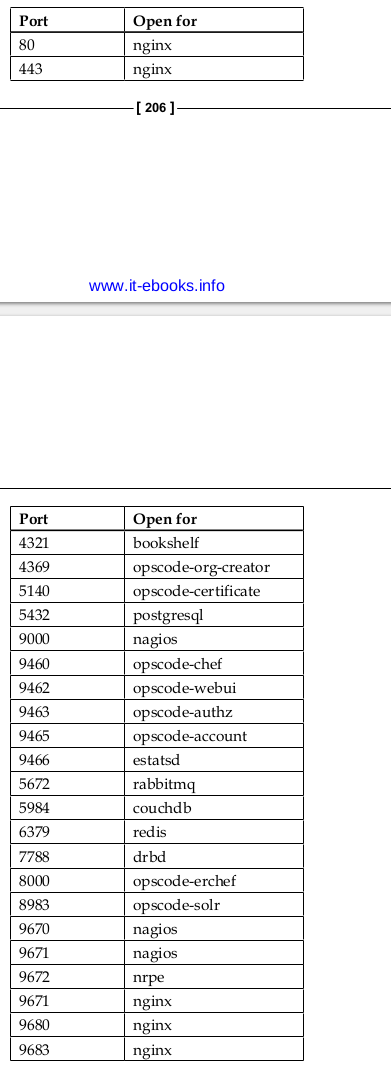 Port Open for
80 nginx
443 nginx
[ 206 ]
www.it-ebooks.info
Port Open for
4321 bookshelf
4369 opscode-org-creator
5140 opscode-certificate
5432 postgresql
9000 nagios
9460 opscode-chef
9462 opscode-webui
9463 opscode-authz
9465 opscode-account
9466 estatsd
5672 rabbitmq
5984 couchdb
6379 redis
7788 drbd
8000 opscode-erchef
8983 opscode-solr
9670 nagios
9671 nagios
9672 nrpe
9671 nginx
9680 nginx
9683 nginx